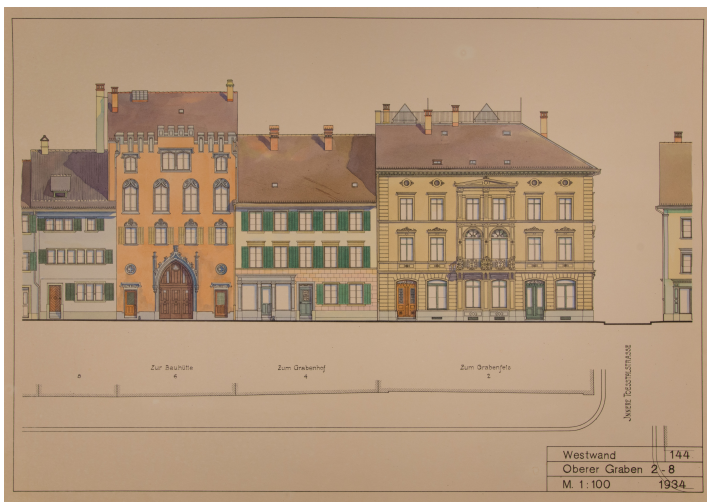 Zur Bauhütte
Zum Grabenhof
Zum Grabenfels
8
6
4
2
INNERE TOESSTALSTRASSE
Westwand 144
Oberer Graben 2-8
M. 1:100 1934